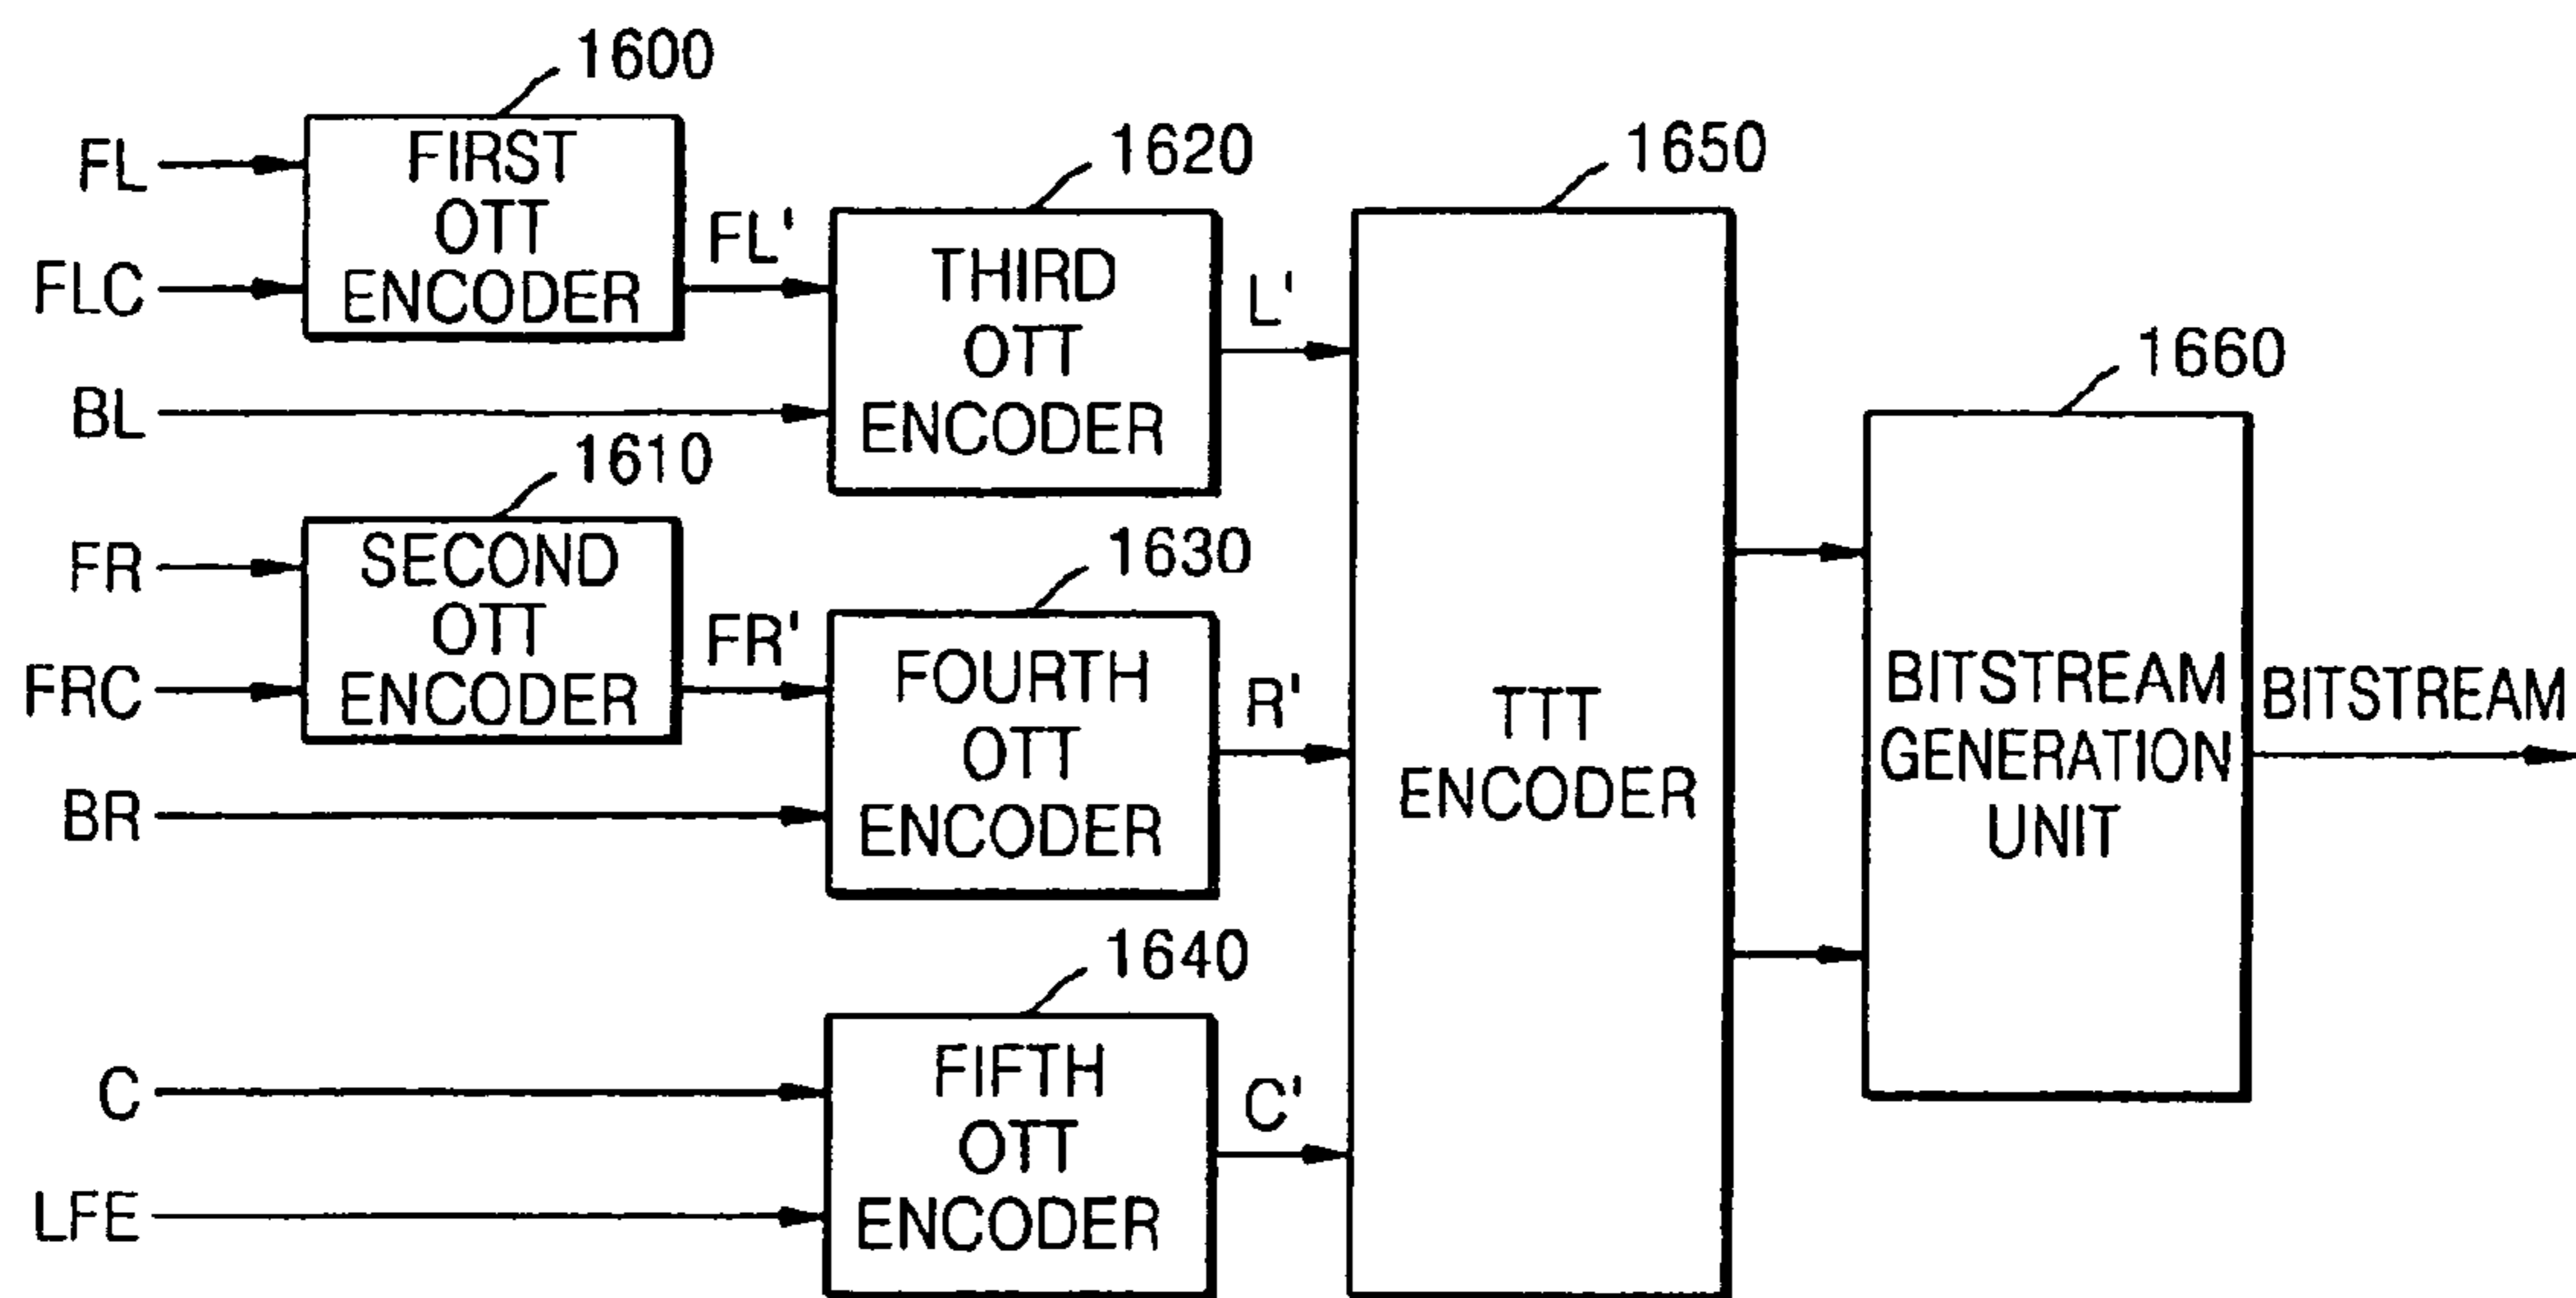 1600
FL
FLC
FIRST
OTT
ENCODER
FL'
BL
1620
THIRD
OTT
ENCODER
L'
1610
FR
FRC
SECOND
OTT
ENCODER
FR'
BR
1630
FOURTH
OTT
ENCODER
R'
1640
C
LFE
FIFTH
OTT
ENCODER
C'
1650
TTT
ENCODER
1660
BITSTREAM
GENERATION
UNIT
BITSTREAM